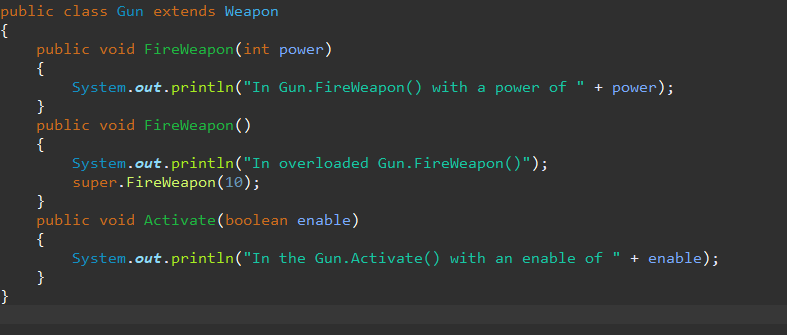 public class Gun extends Weapon
{
    public void FireWeapon(int power)
    {
        System.out.println("In Gun.FireWeapon() with a power of " + power);
    }
    public void FireWeapon()
    {
        System.out.println("In overloaded Gun.FireWeapon()");
        super.FireWeapon(10);
    }
    public void Activate(boolean enable)
    {
        System.out.println("In the Gun.Activate() with an enable of " + enable);
    }
}